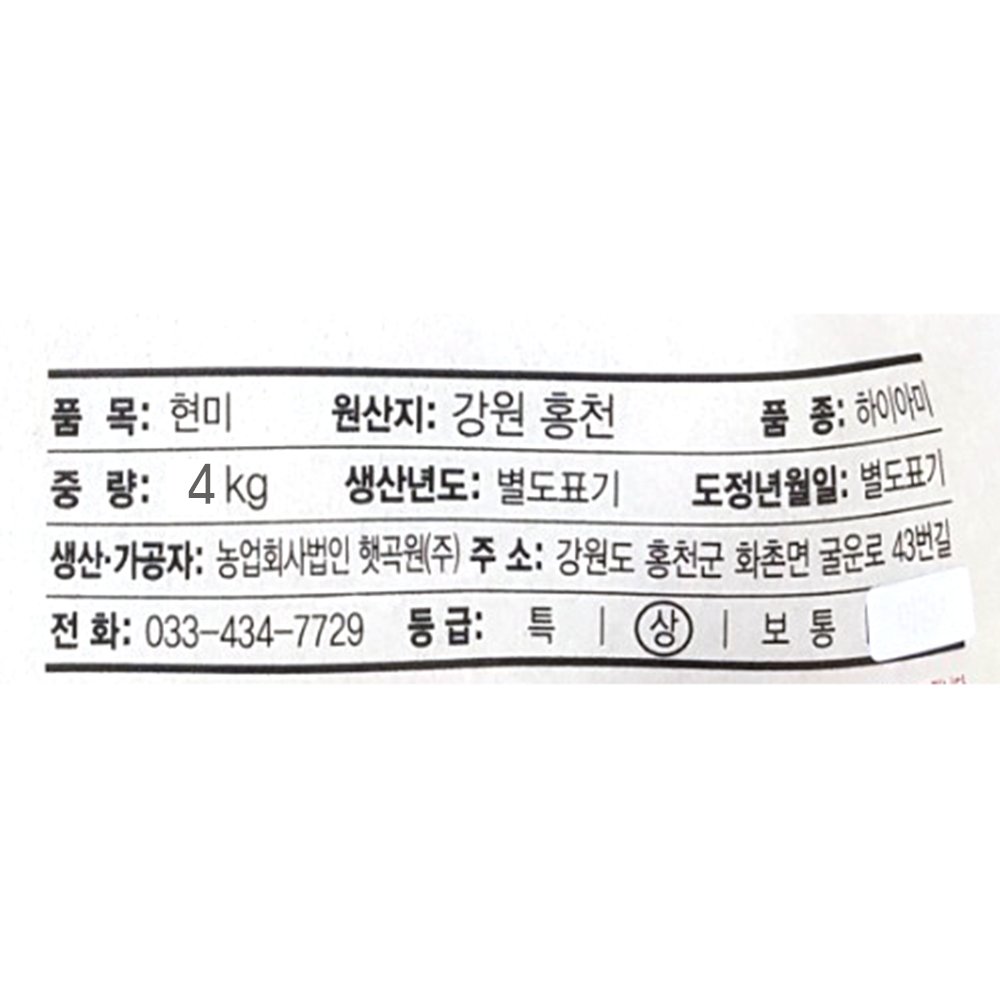 품 목: 현미 원산지: 강원 홍천 품 종: 하이아미
중 량: 4kg 생산년도: 별도표기 도정년월일: 별도표기
생산·가공자: 농업회사법인 햇곡원(주) 주 소: 강원도 홍천군 화촌면 굴운로 43번길
전 화: 033-434-7729 등 급: 특 | 상 | 보 통